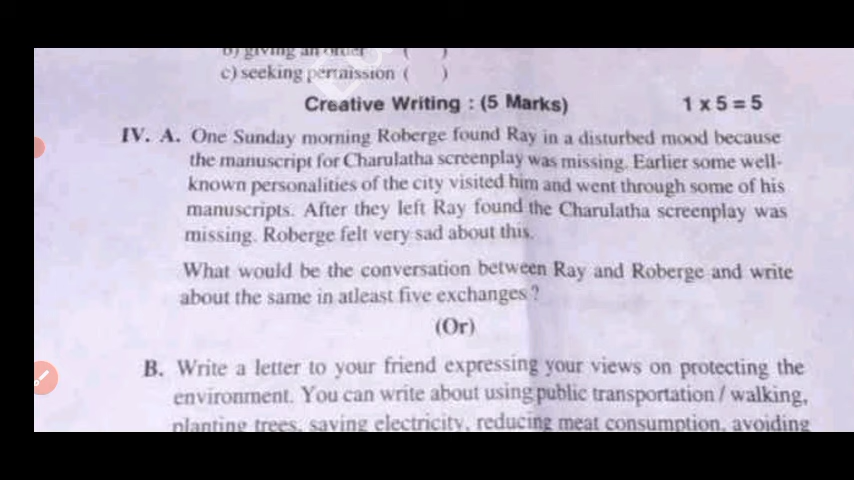 b) giving an order ( )
c) seeking permission ( )
Creative Writing : (5 Marks) 1 x 5 = 5
IV. A. One Sunday morning Roberge found Ray in a disturbed mood because
the manuscript for Charulatha screenplay was missing. Earlier some well-
known personalities of the city visited him and went through some of his
manuscripts. After they left Ray found the Charulatha screenplay was
missing. Roberge felt very sad about this.
What would be the conversation between Ray and Roberge and write
about the same in atleast five exchanges ?
(Or)
B. Write a letter to your friend expressing your views on protecting the
environment. You can write about using public transportation / walking,
planting trees, saving electricity, reducing meat consumption, avoiding